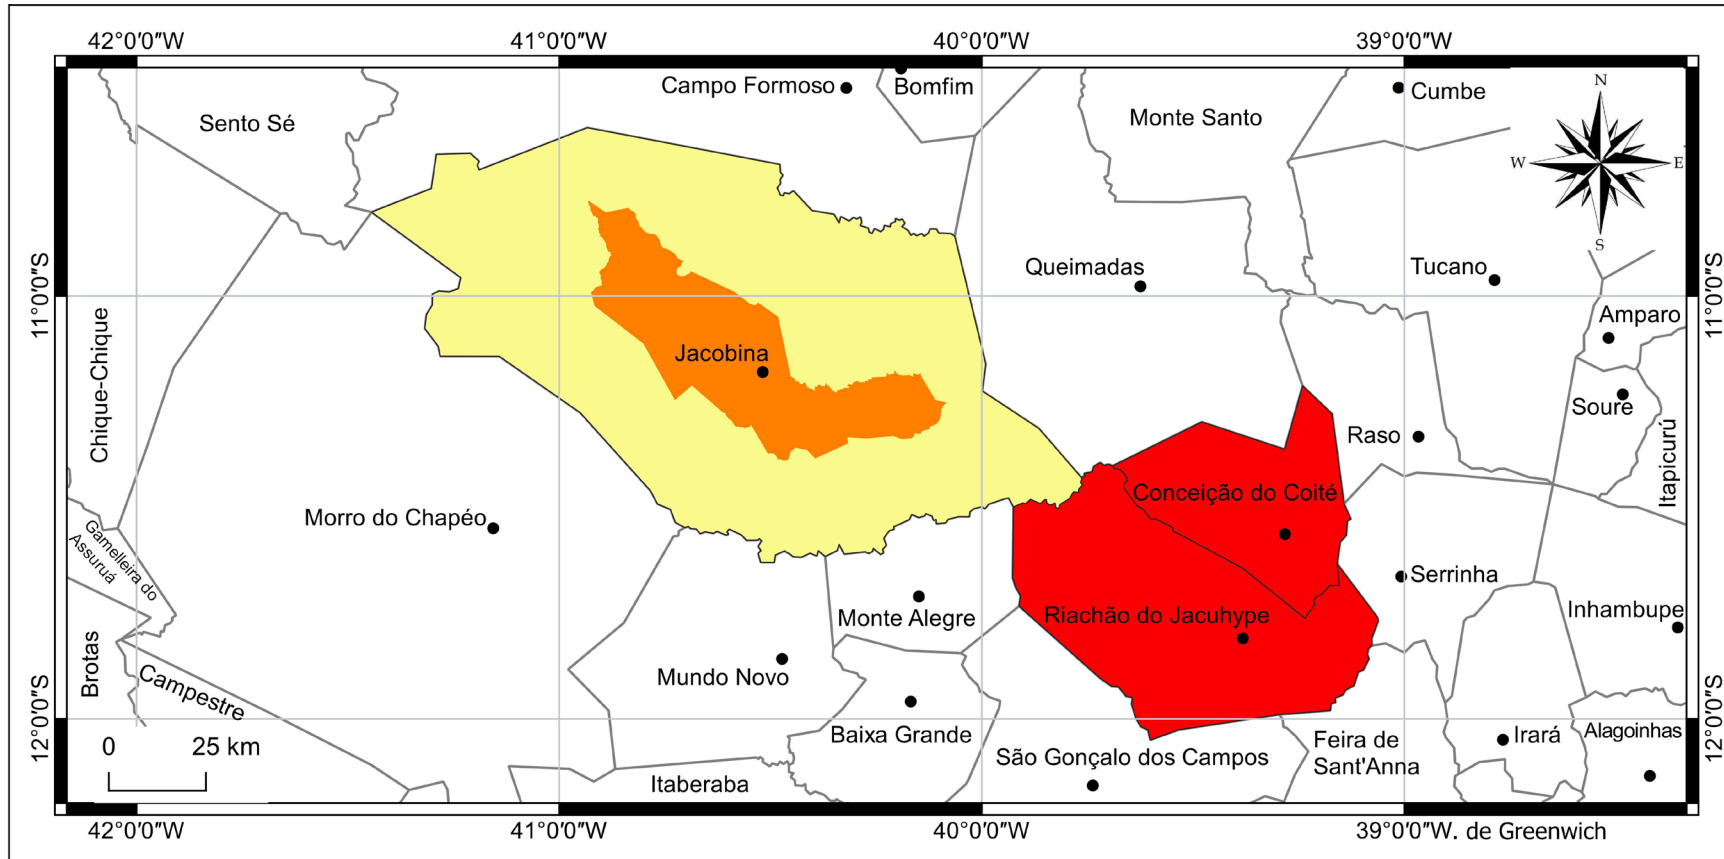 42°0′0″W 41°0′0″W 40°0′0″W 39°0′0″W
Campo Formoso
Bomfim
Cumbe
N
Sento Sé
Monte Santo
W
E
S
Queimadas
Tucano
11°0′0″S
11°0′0″S
Amparo
Chique-Chique
Jacobina
Soure
Raso
Itapicurú
Conceição do Coité
Morro do Chapéo
Gamelleira do
Assuruá
Serrinha
Riachão do Jacuhype
Monte Alegre
Inhambupe
Brotas
Campestre
Mundo Novo
12°0′0″S
12°0′0″S
Baixa Grande
0 25 km
São Gonçalo dos Campos
Feira de
Sant'Anna
Irará
Alagoinhas
Itaberaba
42°0′0″W 41°0′0″W 40°0′0″W 39°0′0″W. de Greenwich